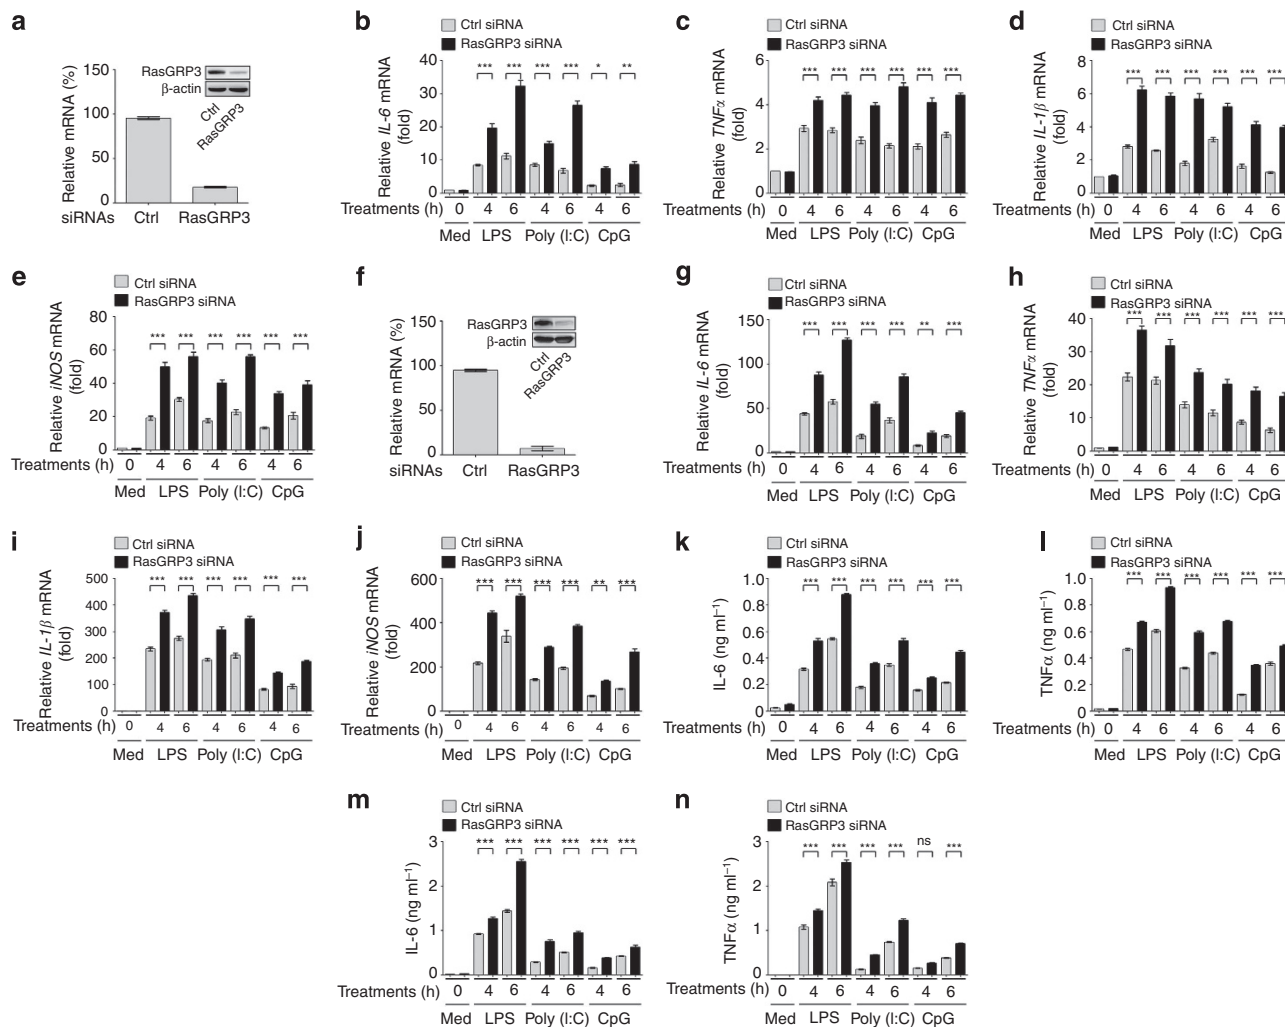 a
RasGRP3
β-actin
Ctrl
RasGRP3
Relative mRNA (%)
150
100
50
0
siRNAs Ctrl RasGRP3
b
Ctrl siRNA
RasGRP3 siRNA
Relative IL-6 mRNA
(fold)
40
30
20
10
0
*** *** *** *** * **
Treatments (h) 0 4 6 4 6 4 6
Med LPS Poly (I:C) CpG
c
Ctrl siRNA
RasGRP3 siRNA
Relative TNFα mRNA
(fold)
6
4
2
0
*** *** *** *** *** ***
Treatments (h) 0 4 6 4 6 4 6
Med LPS Poly (I:C) CpG
d
Ctrl siRNA
RasGRP3 siRNA
Relative IL-1β mRNA
(fold)
8
6
4
2
0
*** *** *** *** *** ***
Treatments (h) 0 4 6 4 6 4 6
Med LPS Poly (I:C) CpG
e
Ctrl siRNA
RasGRP3 siRNA
Relative iNOS mRNA
(fold)
80
60
40
20
0
*** *** *** *** *** ***
Treatments (h) 0 4 6 4 6 4 6
Med LPS Poly (I:C) CpG
f
RasGRP3
β-actin
Ctrl
RasGRP3
Relative mRNA (%)
150
100
50
0
siRNAs Ctrl RasGRP3
g
Ctrl siRNA
RasGRP3 siRNA
Relative IL-6 mRNA
(fold)
150
100
50
0
*** *** *** *** ** ***
Treatments (h) 0 4 6 4 6 4 6
Med LPS Poly (I:C) CpG
h
Ctrl siRNA
RasGRP3 siRNA
Relative TNFα mRNA
(fold)
40
30
20
10
0
*** *** *** *** *** ***
Treatments (h) 0 4 6 4 6 4 6
Med LPS Poly (I:C) CpG
i
Ctrl siRNA
RasGRP3 siRNA
Relative IL-1β mRNA
(fold)
500
400
300
200
100
0
*** *** *** *** *** ***
Treatments (h) 0 4 6 4 6 4 6
Med LPS Poly (I:C) CpG
j
Ctrl siRNA
RasGRP3 siRNA
Relative iNOS mRNA
(fold)
600
400
200
0
*** *** *** *** ** ***
Treatments (h) 0 4 6 4 6 4 6
Med LPS Poly (I:C) CpG
k
Ctrl siRNA
RasGRP3 siRNA
IL-6 (ng ml⁻¹)
1.0
0.8
0.6
0.4
0.2
0
*** *** *** *** *** ***
Treatments (h) 0 4 6 4 6 4 6
Med LPS Poly (I:C) CpG
l
Ctrl siRNA
RasGRP3 siRNA
TNFα (ng ml⁻¹)
1.0
0.8
0.6
0.4
0.2
0
*** *** *** *** *** ***
Treatments (h) 0 4 6 4 6 4 6
Med LPS Poly (I:C) CpG
m
Ctrl siRNA
RasGRP3 siRNA
IL-6 (ng ml⁻¹)
3
2
1
0
*** *** *** *** *** ***
Treatments (h) 0 4 6 4 6 4 6
Med LPS Poly (I:C) CpG
n
Ctrl siRNA
RasGRP3 siRNA
TNFα (ng ml⁻¹)
3
2
1
0
*** *** *** *** ns ***
Treatments (h) 0 4 6 4 6 4 6
Med LPS Poly (I:C) CpG